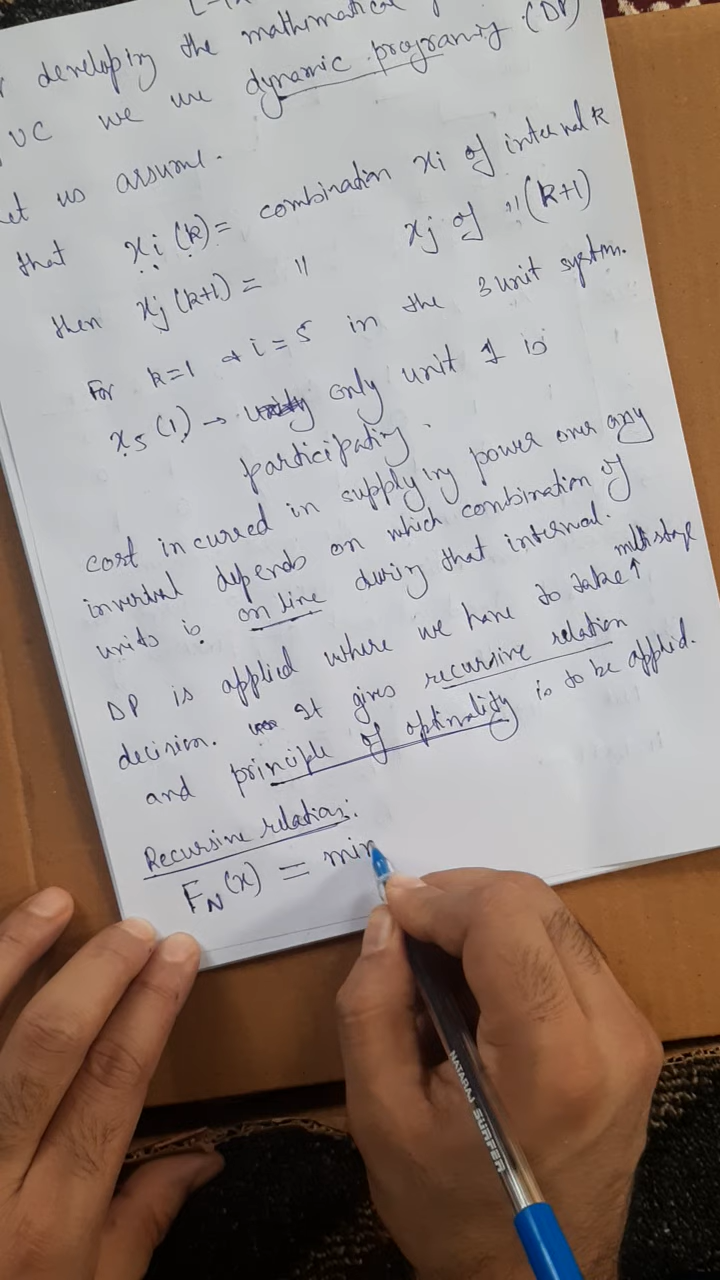 developing the mathematical
UC we use dynamic programig (DP)
let us assume.
that xi (k) = combination xi of interval k
then xj (k+1) = " xj of " (k+1)
For k=1 & i = 5 in the 3 unit system.
x5 (1) → only unit 1 is
participating.
cost incurred in supplying power over any
interval depends on which combination of
units is on line during that interval.
DP is applied where we have to take ↑ multistage
decision. It gives recursive relation
and principle of optimality is to be applied.
Recursive relation:
FN(x) = min
NATARAJ SURFER